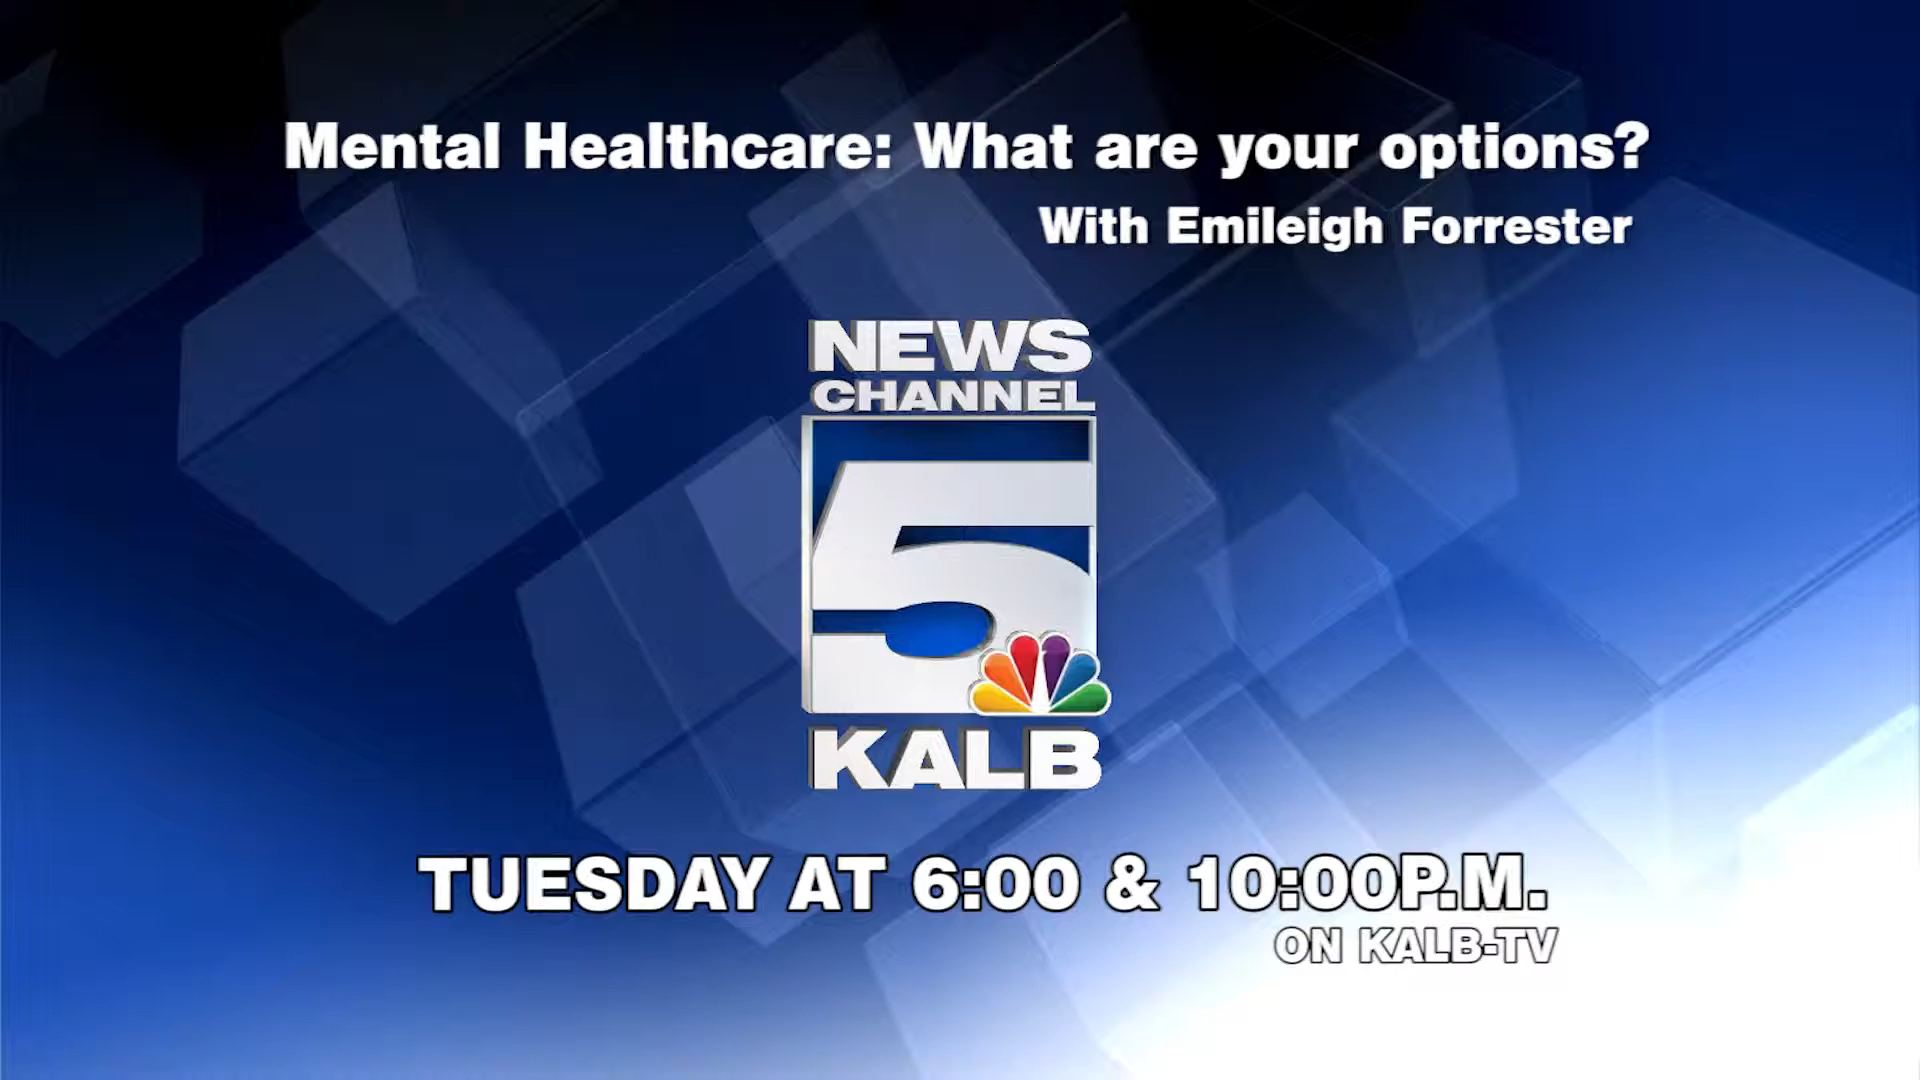 Mental Healthcare: What are your options?
With Emileigh Forrester
NEWS
CHANNEL
5
KALB
TUESDAY AT 6:00 & 10:00P.M.
ON KALB-TV